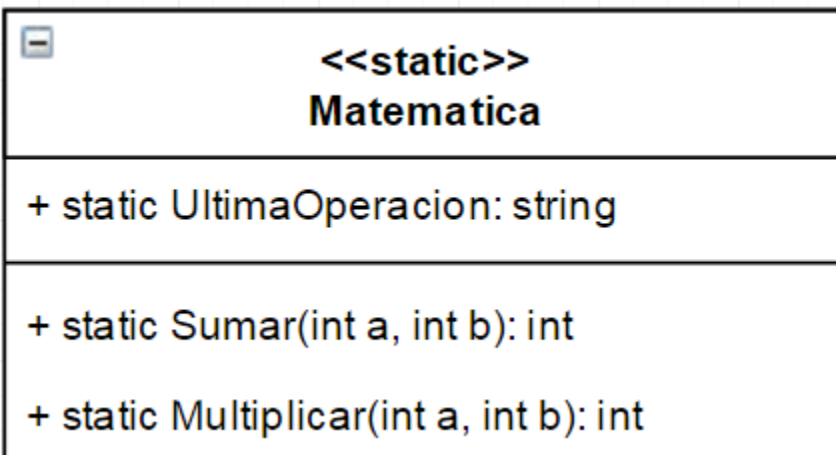 <<static>>
Matematica
+ static UltimaOperacion: string
+ static Sumar(int a, int b): int
+ static Multiplicar(int a, int b): int